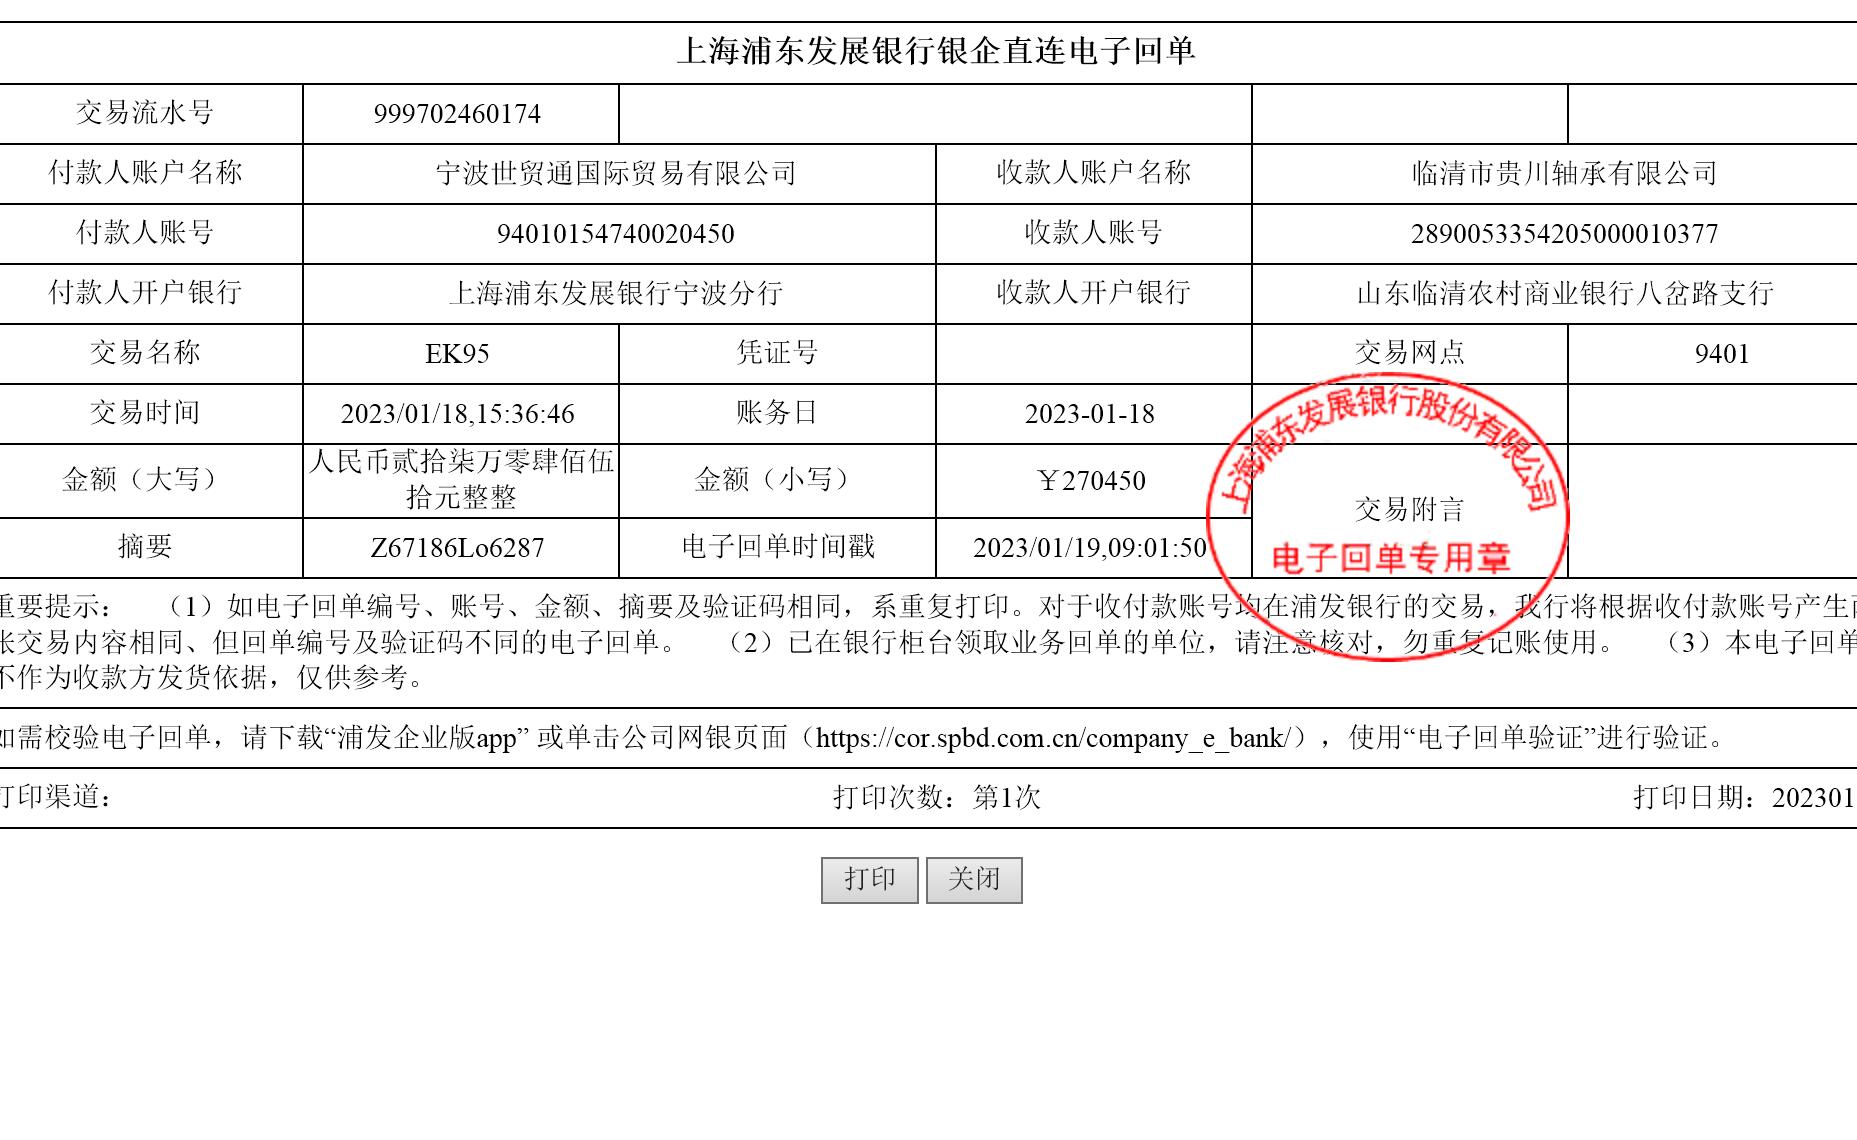 上海浦东发展银行银企直连电子回单
交易流水号 999702460174
付款人账户名称 宁波世贸通国际贸易有限公司 收款人账户名称 临清市贵川轴承有限公司
付款人账号 94010154740020450 收款人账号 2890053354205000010377
付款人开户银行 上海浦东发展银行宁波分行 收款人开户银行 山东临清农村商业银行八岔路支行
交易名称 EK95 凭证号 交易网点 9401
交易时间 2023/01/18,15:36:46 账务日 2023-01-18
金额（大写） 人民币贰拾柒万零肆佰伍
拾元整整 金额（小写） ￥270450
交易附言
摘要 Z67186Lo6287 电子回单时间戳 2023/01/19,09:01:50
上海浦东发展银行股份有限公司
电子回单专用章
重要提示： （1）如电子回单编号、账号、金额、摘要及验证码相同，系重复打印。对于收付款账号均在浦发银行的交易，我行将根据收付款账号产生两
张交易内容相同、但回单编号及验证码不同的电子回单。 （2）已在银行柜台领取业务回单的单位，请注意核对，勿重复记账使用。 （3）本电子回单
不作为收款方发货依据，仅供参考。
如需校验电子回单，请下载“浦发企业版app” 或单击公司网银页面（https://cor.spbd.com.cn/company_e_bank/），使用“电子回单验证”进行验证。
打印渠道： 打印次数：第1次 打印日期：202301
打印 关闭